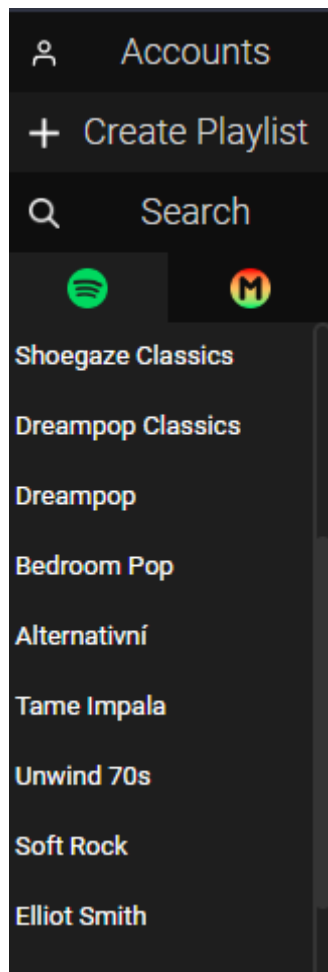 Accounts
Create Playlist
Search
M
Shoegaze Classics
Dreampop Classics
Dreampop
Bedroom Pop
Alternativní
Tame Impala
Unwind 70s
Soft Rock
Elliot Smith